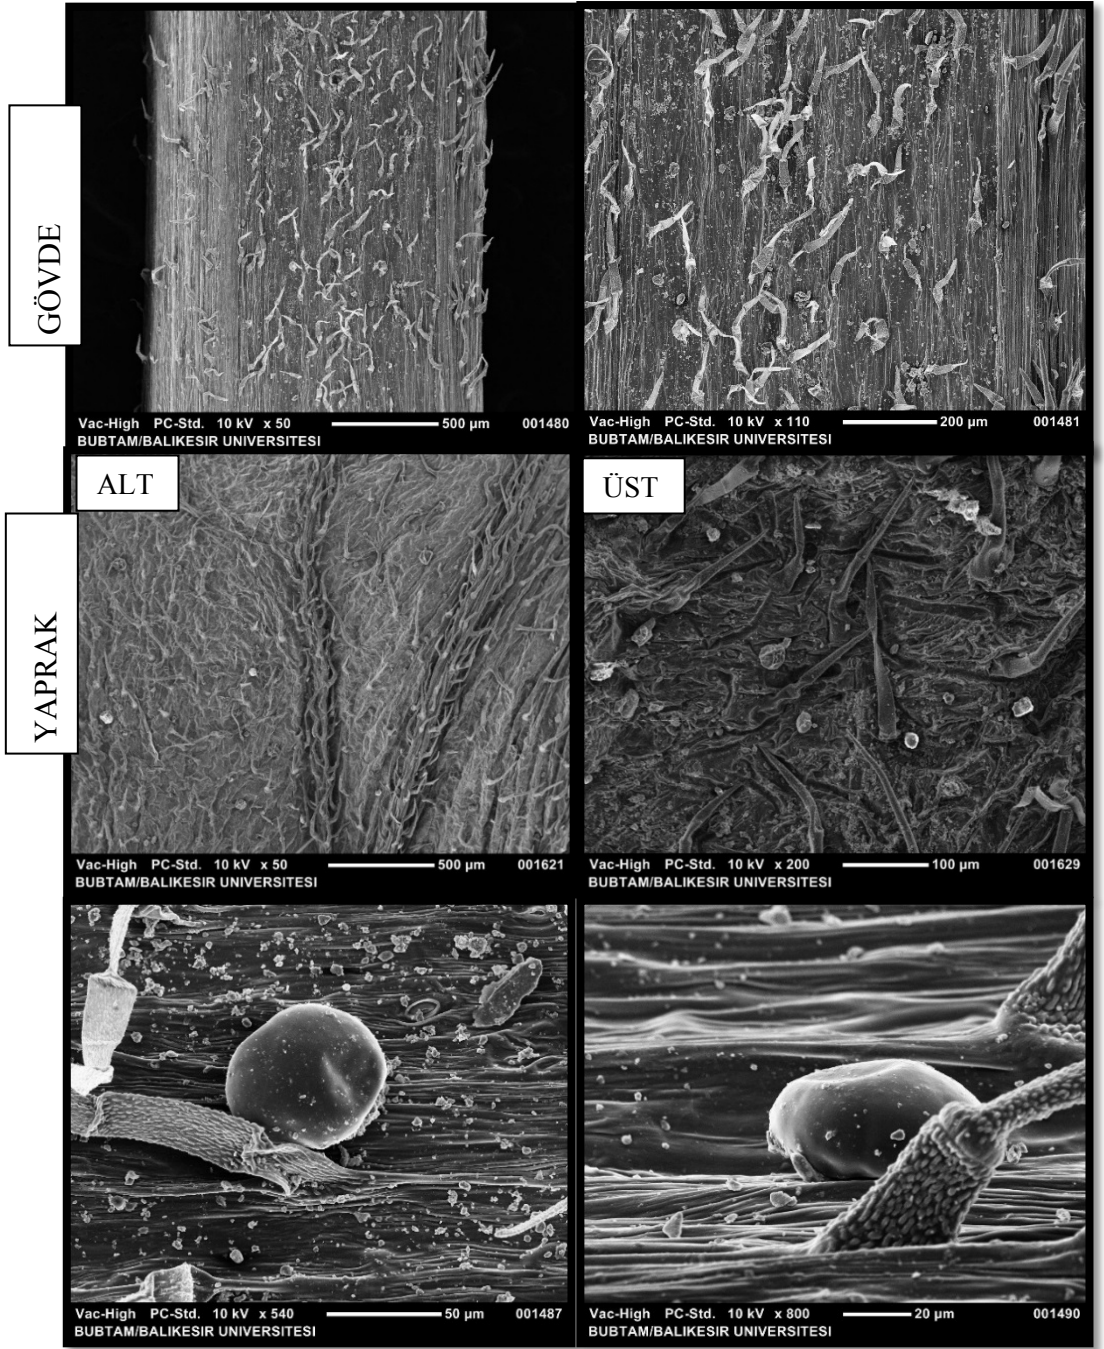 GÖVDE
Vac-High PC-Std. 10 kV x 50 500 µm 001480
BUBTAM/BALIKESIR UNIVERSITESI
Vac-High PC-Std. 10 kV x 110 200 µm 001481
BUBTAM/BALIKESIR UNIVERSITESI
YAPRAK
ALT
Vac-High PC-Std. 10 kV x 50 500 µm 001621
BUBTAM/BALIKESIR UNIVERSITESI
ÜST
Vac-High PC-Std. 10 kV x 200 100 µm 001629
BUBTAM/BALIKESIR UNIVERSITESI
Vac-High PC-Std. 10 kV x 540 50 µm 001487
BUBTAM/BALIKESIR UNIVERSITESI
Vac-High PC-Std. 10 kV x 800 20 µm 001490
BUBTAM/BALIKESIR UNIVERSITESI